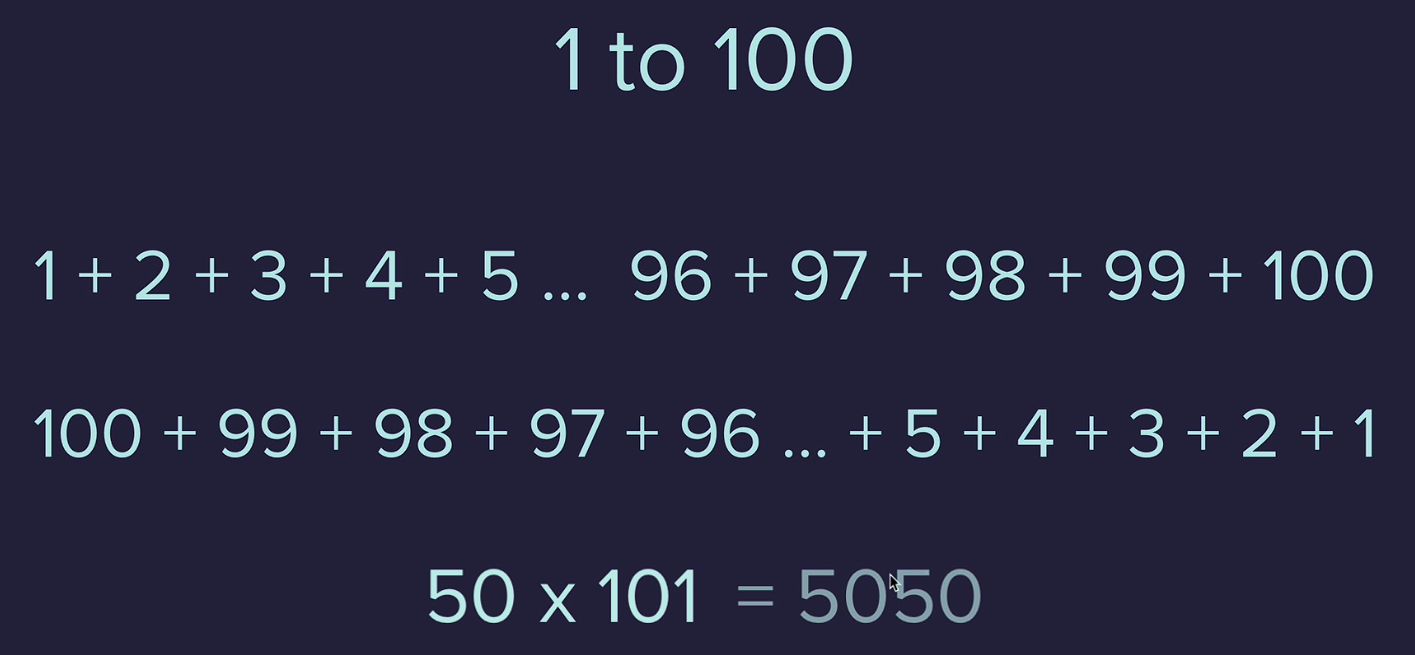 1 to 100
1 + 2 + 3 + 4 + 5 ... 96 + 97 + 98 + 99 + 100
100 + 99 + 98 + 97 + 96 ... + 5 + 4 + 3 + 2 + 1
50 x 101 = 5050